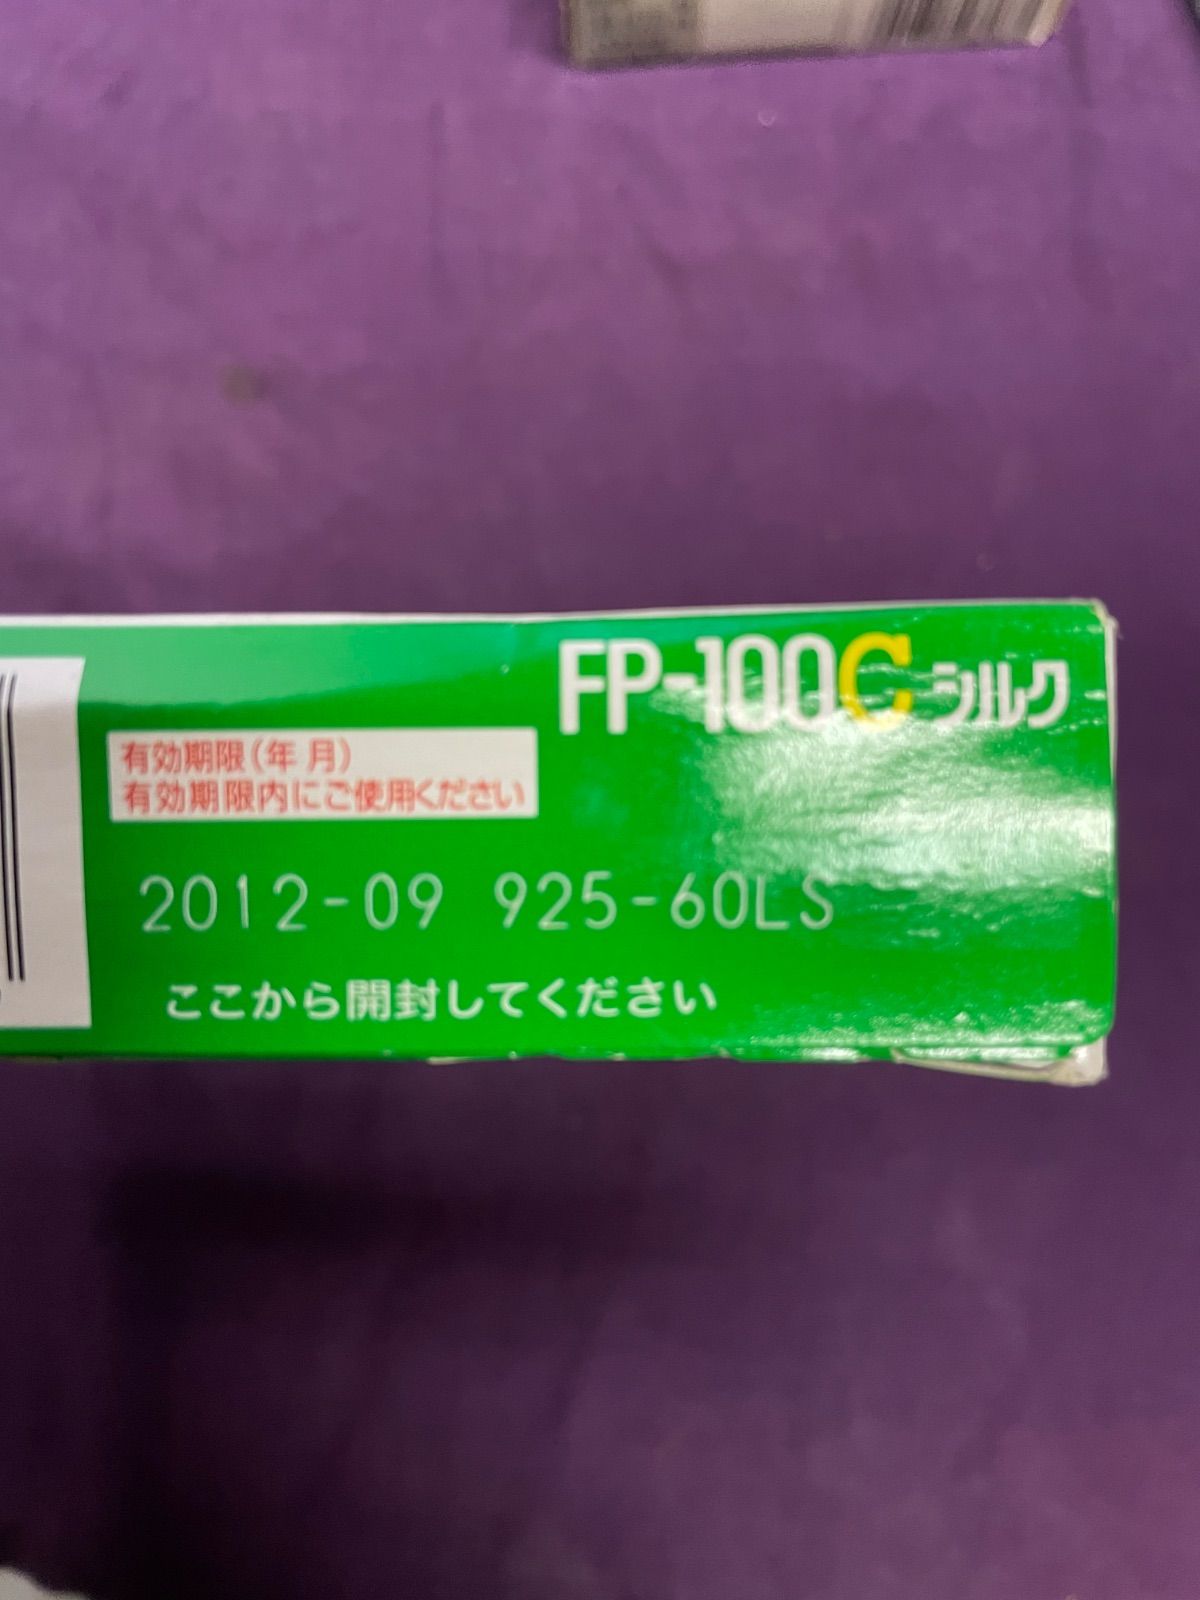 FP-100C シルク
有効期限(年 月)
有効期限内にご使用ください
2012-09 925-60LS
ここから開封してください